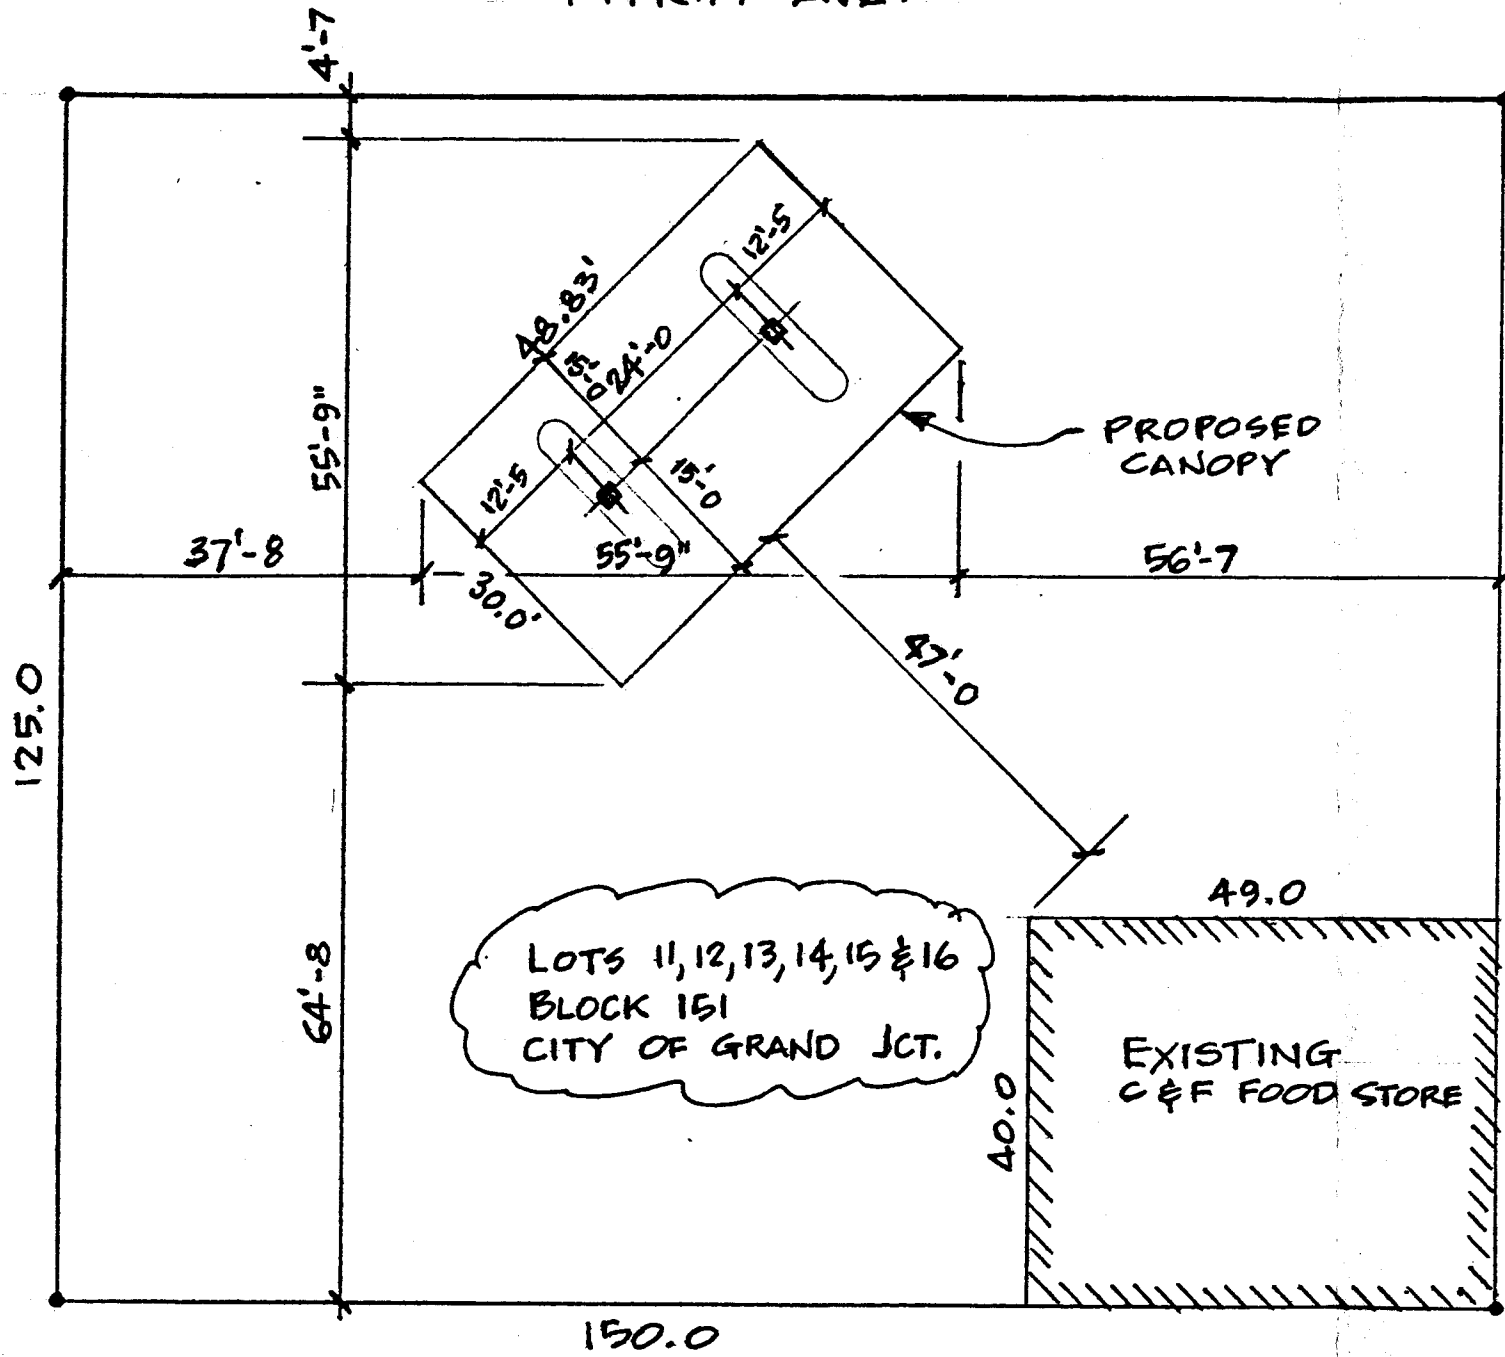 4'-7
12'-5
48.83'
15'-0
24'-0
55'-9"
PROPOSED
CANOPY
12'-5
15'-0
37'-8
55'-9"
56'-7
30.0'
47'-0
125.0
49.0
LOTS 11, 12, 13, 14, 15 & 16
BLOCK 151
CITY OF GRAND JCT.
64'-8
EXISTING
C & F FOOD STORE
40.0
150.0